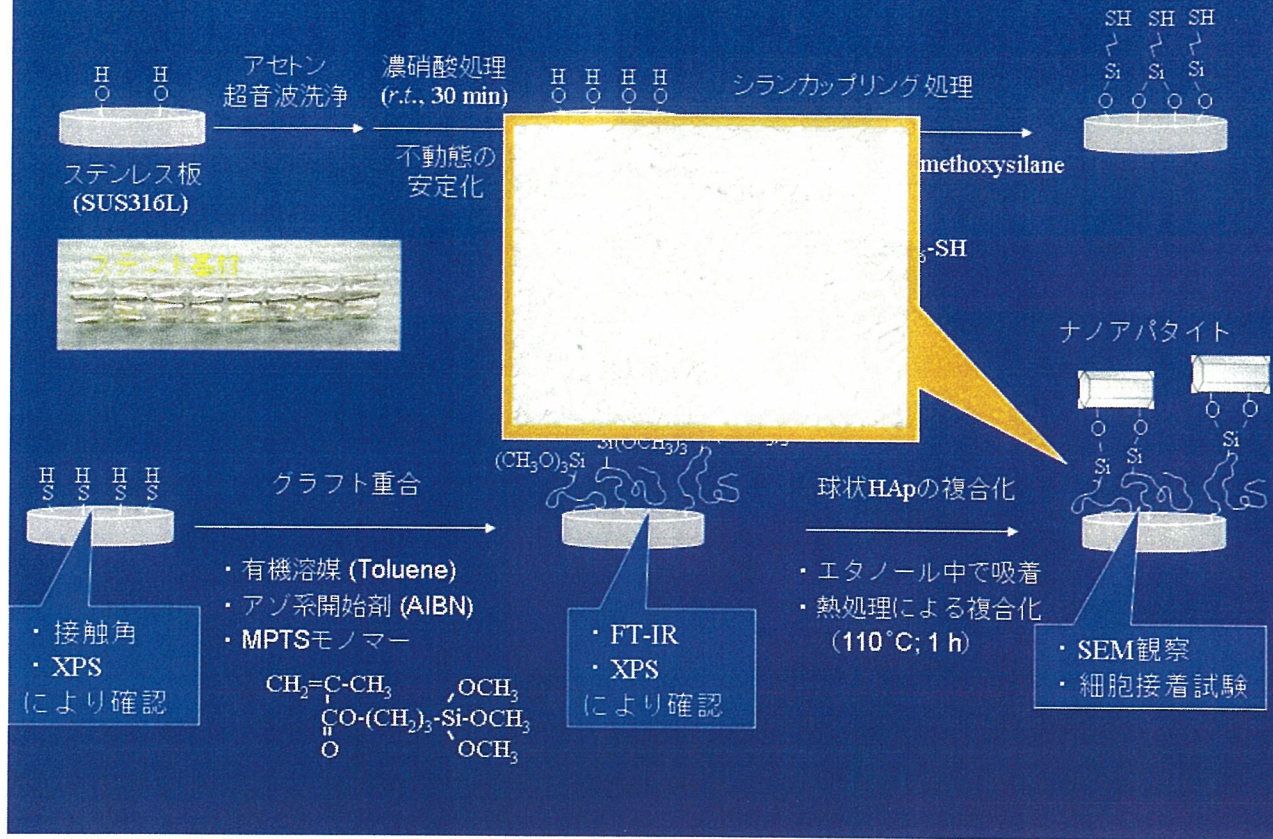 SH SH SH
Si Si Si
O O O O
H H
O O
アセトン
超音波洗浄
濃硝酸処理
(r.t., 30 min)
H H H H
O O O O
シランカップリング処理
不動態の
安定化
methoxysilane
ステンレス板
(SUS316L)
-SH
ステント基材
ナノアパタイト
O O O O
Si Si Si
H H H H
S S S S
グラフト重合
(CH3O)3Si
Si(OCH3)3
球状HApの複合化
・有機溶媒 (Toluene)
・アゾ系開始剤 (AIBN)
・MPTSモノマー
・エタノール中で吸着
・熱処理による複合化
(110°C; 1 h)
・接触角
・XPS
により確認
・FT-IR
・XPS
により確認
・SEM観察
・細胞接着試験
CH2=C-CH3
CO-(CH2)3-Si-OCH3
O
OCH3
OCH3